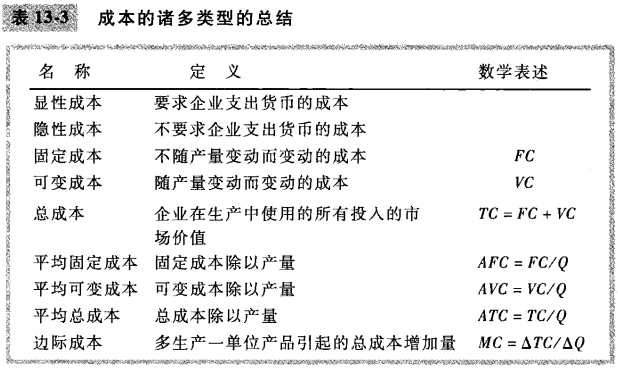 表 13-3 成本的诸多类型的总结
名 称 定 义 数学表述
显性成本 要求企业支出货币的成本
隐性成本 不要求企业支出货币的成本
固定成本 不随产量变动而变动的成本 FC
可变成本 随产量变动而变动的成本 VC
总成本 企业在生产中使用的所有投入的市 TC = FC + VC
场价值
平均固定成本 固定成本除以产量 AFC = FC/Q
平均可变成本 可变成本除以产量 AVC = VC/Q
平均总成本 总成本除以产量 ATC = TC/Q
边际成本 多生产一单位产品引起的总成本增加量 MC = ΔTC/ΔQ